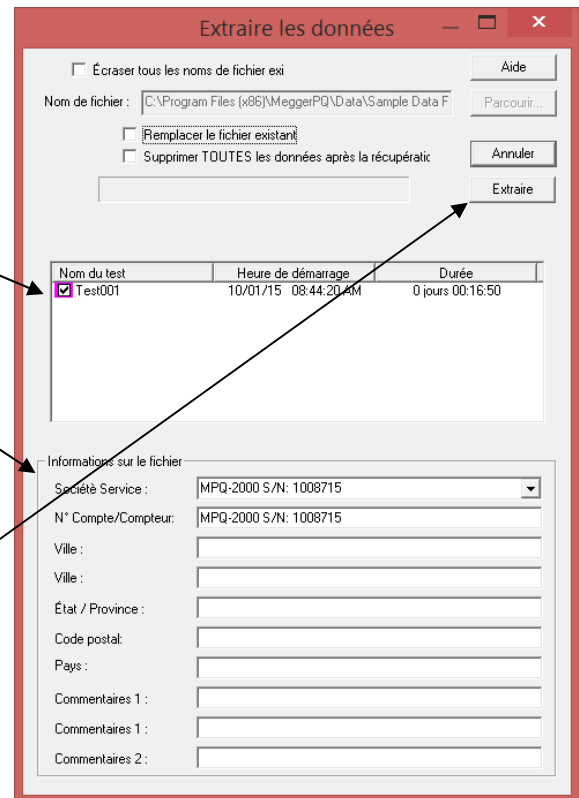 Extraire les données
Écraser tous les noms de fichier exi
Aide
Nom de fichier : C:\Program Files (x86)\MeggerPQ\Data\Sample Data F
Parcourir...
Remplacer le fichier existant
Supprimer TOUTES les données après la récupératic
Annuler
Extraire
Nom du test Heure de démarrage Durée
Test001 10/01/15 08:44:20 AM 0 jours 00:16:50
Informations sur le fichier
Sociétè Service : MPQ-2000 S/N: 1008715
N° Compte/Compteur: MPQ-2000 S/N: 1008715
Ville :
Ville :
État / Province :
Code postal:
Pays :
Commentaires 1 :
Commentaires 1 :
Commentaires 2 :